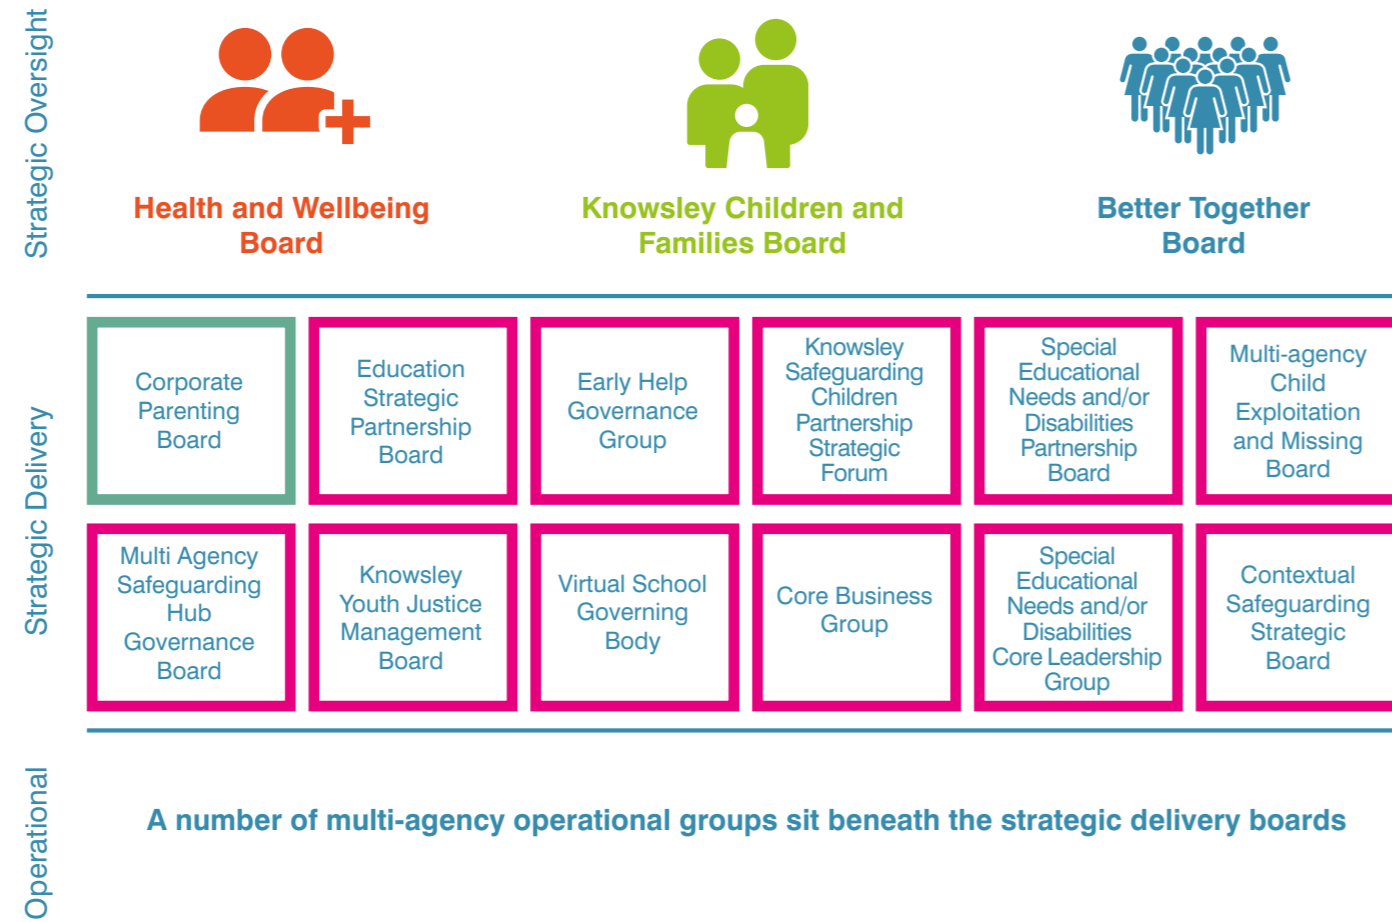 Strategic Oversight
Health and Wellbeing
Board
Knowsley Children and
Families Board
Better Together
Board
Strategic Delivery
Corporate
Parenting
Board
Education
Strategic
Partnership
Board
Early Help
Governance
Group
Knowsley
Safeguarding
Children
Partnership
Strategic
Forum
Special
Educational
Needs and/or
Disabilities
Partnership
Board
Multi-agency
Child
Exploitation
and Missing
Board
Multi Agency
Safeguarding
Hub
Governance
Board
Knowsley
Youth Justice
Management
Board
Virtual School
Governing
Body
Core Business
Group
Special
Educational
Needs and/or
Disabilities
Core Leadership
Group
Contextual
Safeguarding
Strategic
Board
Operational
A number of multi-agency operational groups sit beneath the strategic delivery boards